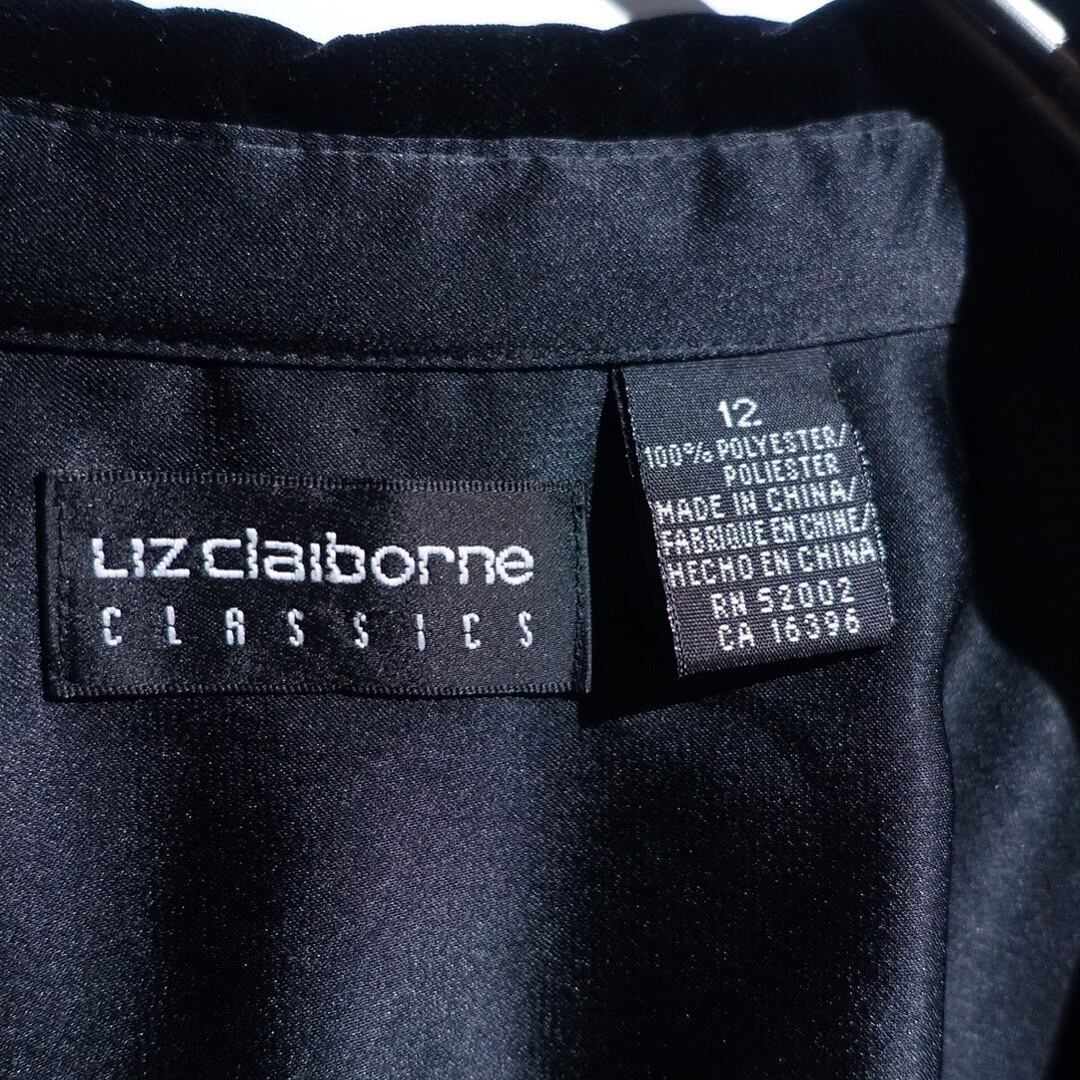 LIZ claiborne
CLASSICS
12
100% POLYESTER/
POLIESTER
MADE IN CHINA/
FABRIQUE EN CHINE/
HECHO EN CHINA
RN 52002
CA 16396